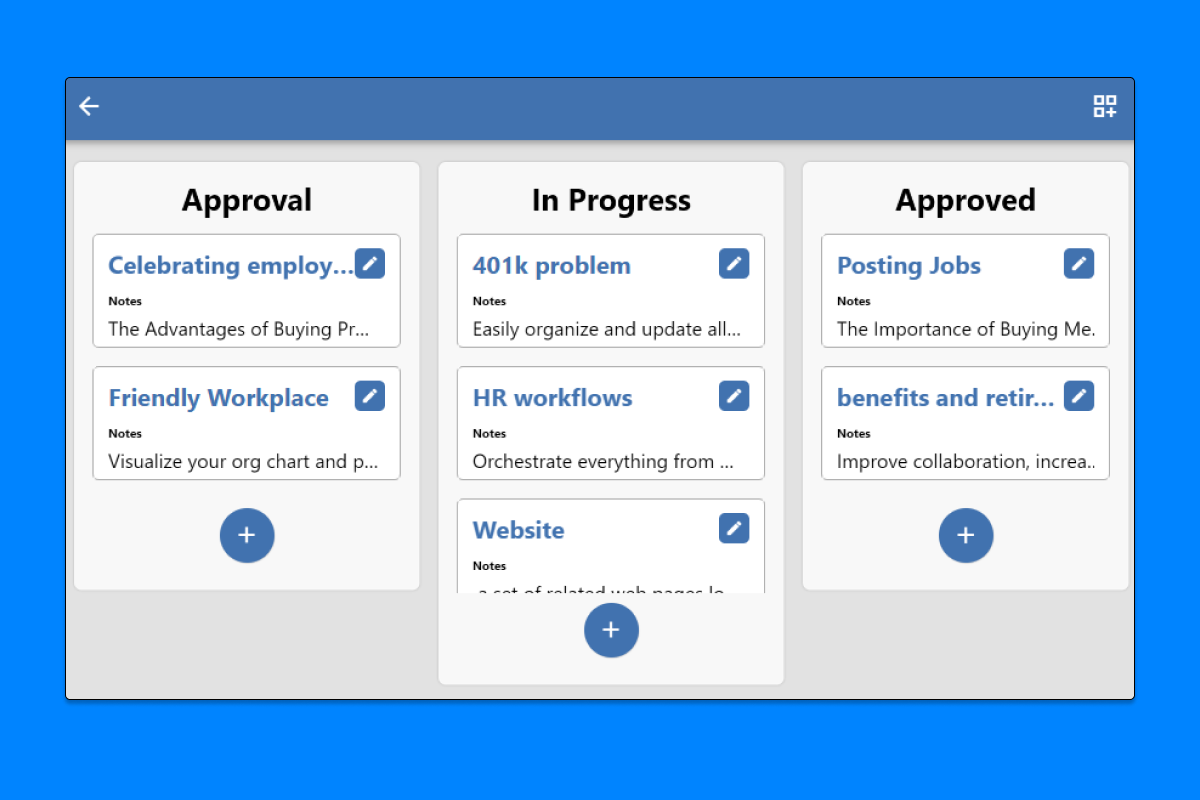 Approval
Celebrating employ...
Notes
The Advantages of Buying Pr...
Friendly Workplace
Notes
Visualize your org chart and p...
In Progress
401k problem
Notes
Easily organize and update all...
HR workflows
Notes
Orchestrate everything from ...
Website
Notes
a set of related web pages lo
Approved
Posting Jobs
Notes
The Importance of Buying Me.
benefits and retir...
Notes
Improve collaboration, increa..